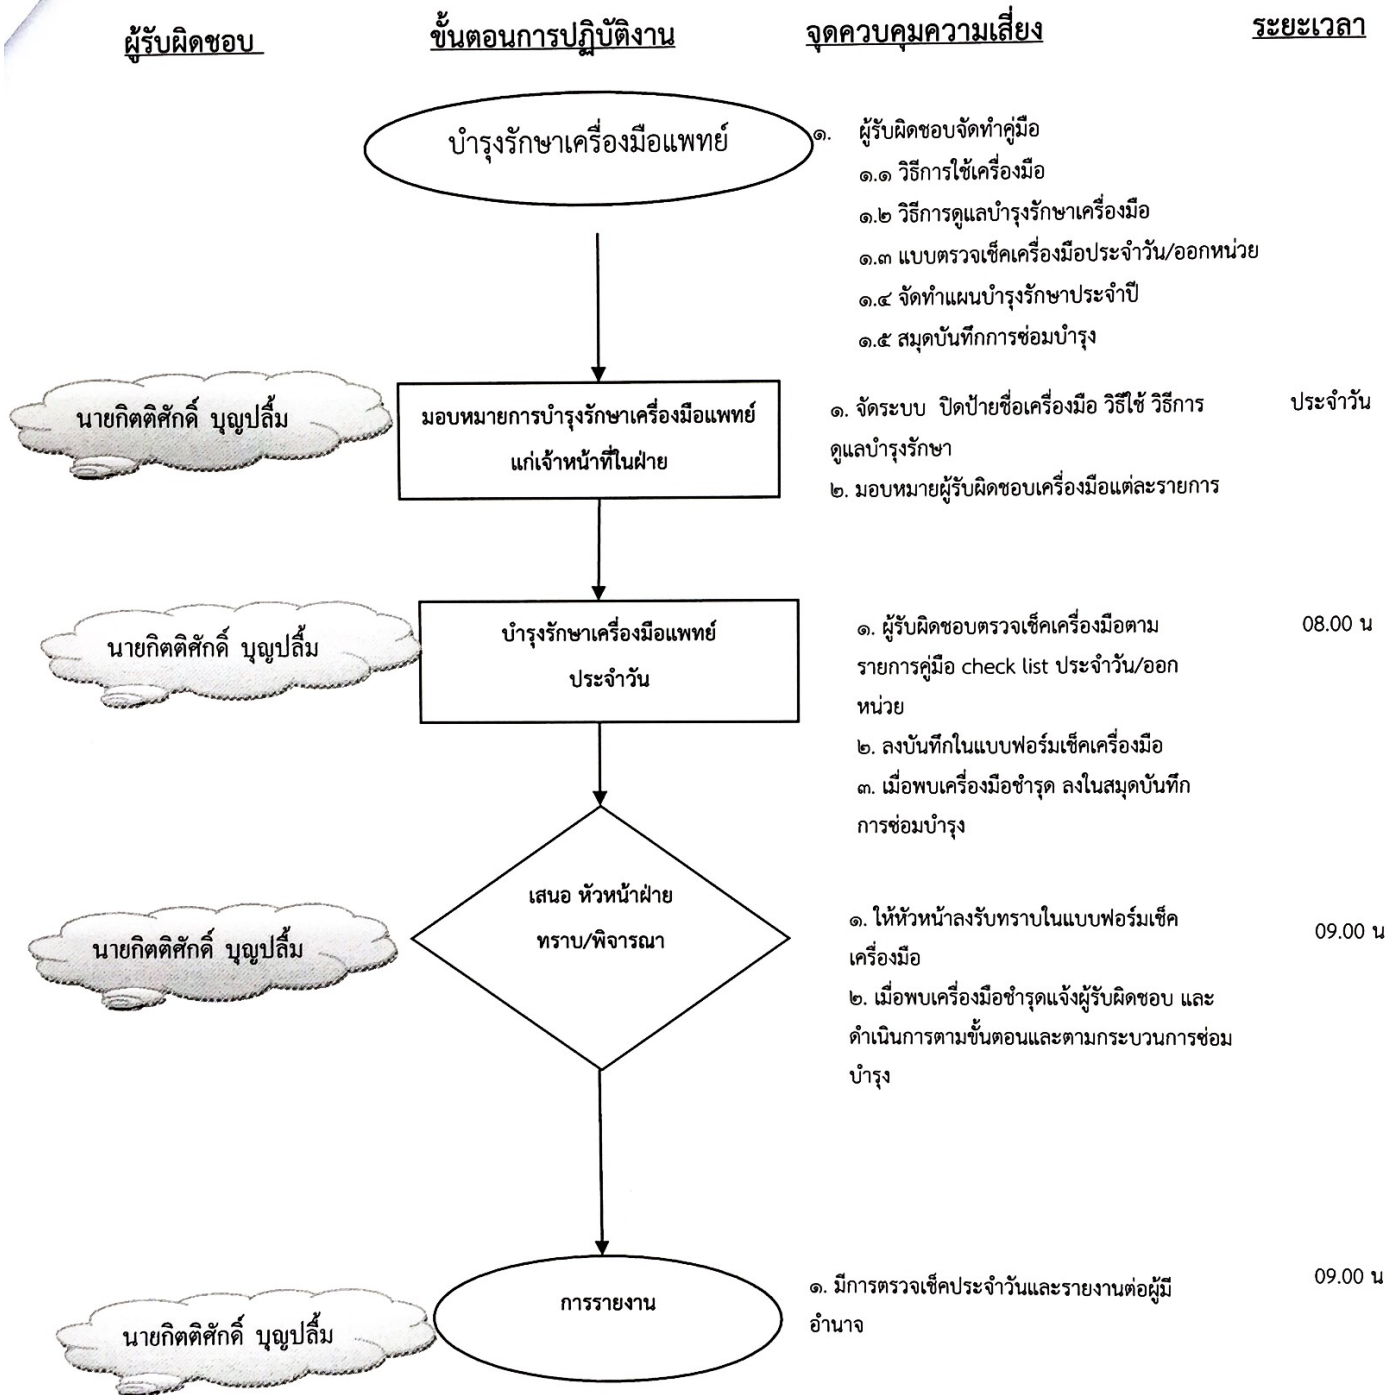 ผู้รับผิดชอบ ขั้นตอนการปฏิบัติงาน จุดควบคุมความเสี่ยง ระยะเวลา
บำรุงรักษาเครื่องมือแพทย์
๑. ผู้รับผิดชอบจัดทำคู่มือ
๑.๑ วิธีการใช้เครื่องมือ
๑.๒ วิธีการดูแลบำรุงรักษาเครื่องมือ
๑.๓ แบบตรวจเช็คเครื่องมือประจำวัน/ออกหน่วย
๑.๔ จัดทำแผนบำรุงรักษาประจำปี
๑.๕ สมุดบันทึกการซ่อมบำรุง
นายกิตติศักดิ์ บุญปลื้ม
มอบหมายการบำรุงรักษาเครื่องมือแพทย์
แก่เจ้าหน้าที่ในฝ่าย
๑. จัดระบบ ปิดป้ายชื่อเครื่องมือ วิธีใช้ วิธีการ
ดูแลบำรุงรักษา
๒. มอบหมายผู้รับผิดชอบเครื่องมือแต่ละรายการ
ประจำวัน
นายกิตติศักดิ์ บุญปลื้ม
บำรุงรักษาเครื่องมือแพทย์
ประจำวัน
๑. ผู้รับผิดชอบตรวจเช็คเครื่องมือตาม
รายการคู่มือ check list ประจำวัน/ออก
หน่วย
๒. ลงบันทึกในแบบฟอร์มเช็คเครื่องมือ
๓. เมื่อพบเครื่องมือชำรุด ลงในสมุดบันทึก
การซ่อมบำรุง
08.00 น
นายกิตติศักดิ์ บุญปลื้ม
เสนอ หัวหน้าฝ่าย
ทราบ/พิจารณา
๑. ให้หัวหน้าลงรับทราบในแบบฟอร์มเช็ค
เครื่องมือ
๒. เมื่อพบเครื่องมือชำรุดแจ้งผู้รับผิดชอบ และ
ดำเนินการตามขั้นตอนและตามกระบวนการซ่อม
บำรุง
09.00 น
นายกิตติศักดิ์ บุญปลื้ม
การรายงาน
๑. มีการตรวจเช็คประจำวันและรายงานต่อผู้มี
อำนาจ
09.00 น